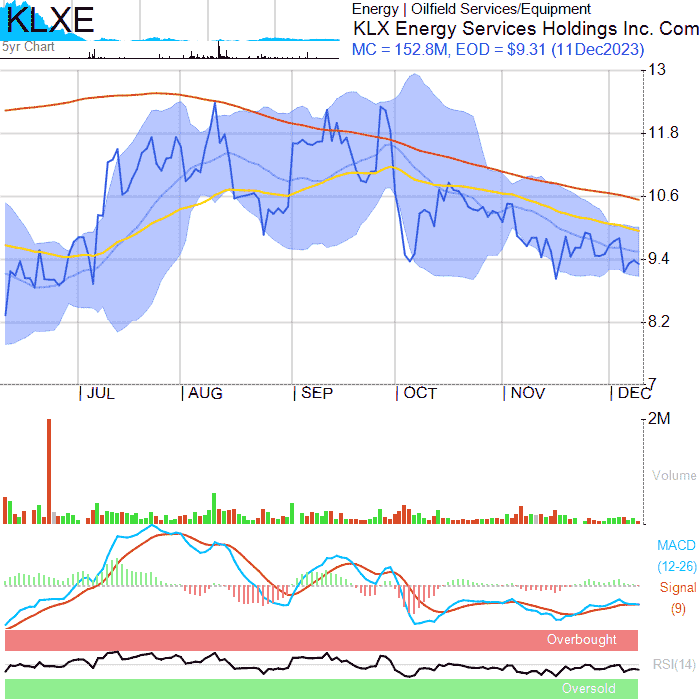 KLXE
5yr Chart
Energy | Oilfield Services/Equipment
KLX Energy Services Holdings Inc. Com
MC = 152.8M, EOD = $9.31 (11Dec2023)
13
11.8
10.6
9.4
8.2
7
JUL
AUG
SEP
OCT
NOV
DEC
2M
Volume
MACD
(12-26)
Signal
(9)
Overbought
RSI(14)
Oversold